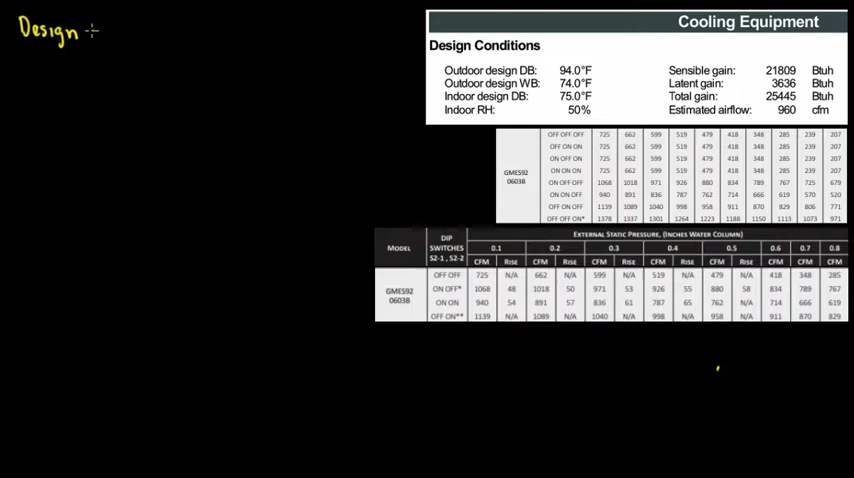 Design
Cooling Equipment
Design Conditions
Outdoor design DB: 94.0°F Sensible gain: 21809 Btuh
Outdoor design WB: 74.0°F Latent gain: 3636 Btuh
Indoor design DB: 75.0°F Total gain: 25445 Btuh
Indoor RH: 50% Estimated airflow: 960 cfm
GMES92 0603B
OFF OFF OFF 725 662 599 519 479 418 348 285 239 207
OFF ON ON 725 662 599 519 479 418 348 285 239 207
ON OFF ON 725 662 599 519 479 418 348 285 239 207
ON ON ON 725 662 599 519 479 418 348 285 239 207
ON OFF OFF 1068 1018 971 926 880 834 789 767 725 679
ON ON OFF 940 891 836 787 762 714 666 619 570 520
OFF ON OFF 1139 1089 1040 998 958 911 870 829 806 771
OFF OFF ON* 1378 1337 1301 1264 1223 1188 1150 1113 1073 971
MODEL DIP SWITCHES S2-1 , S2-2 EXTERNAL STATIC PRESSURE, (INCHES WATER COLUMN)
0.1 0.2 0.3 0.4 0.5 0.6 0.7 0.8
CFM RISE CFM RISE CFM RISE CFM RISE CFM RISE CFM CFM CFM
GMES92 0603B
OFF OFF 725 N/A 662 N/A 599 N/A 519 N/A 479 N/A 418 348 285
ON OFF* 1068 48 1018 50 971 53 926 55 880 58 834 789 767
ON ON 940 54 891 57 836 61 787 65 762 N/A 714 666 619
OFF ON** 1139 N/A 1089 N/A 1040 N/A 998 N/A 958 N/A 911 870 829